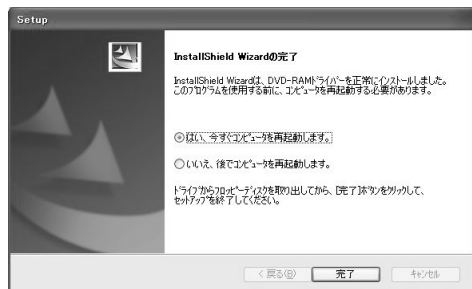 Setup
InstallShield Wizardの完了
InstallShield Wizardは、DVD-RAMドライバーを正常にインストールしました。
このプログラムを使用する前に、コンピュータを再起動する必要があります。
はい、今すぐコンピュータを再起動します。
いいえ、後でコンピュータを再起動します。
ドライブからフロッピーディスクを取り出してから、[完了]ボタンをクリックして、
セットアップを終了してください。
< 戻る(B)
完了
キャンセル